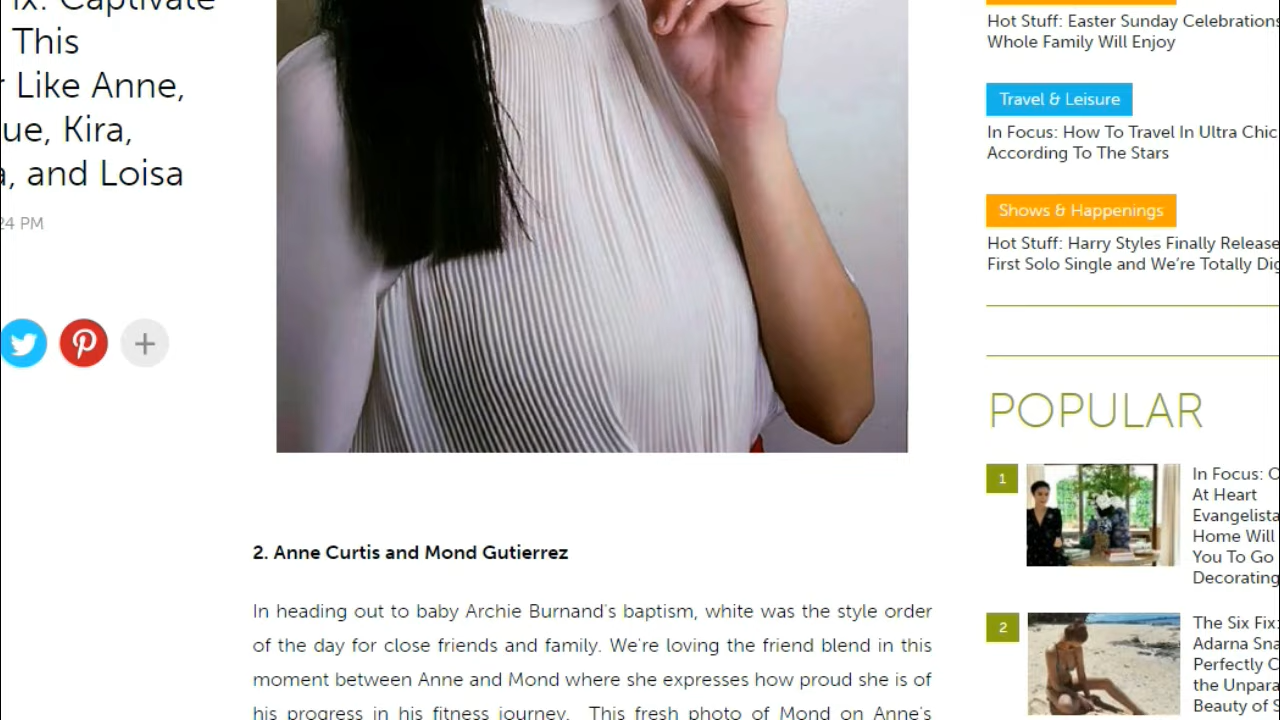 ix: Captivate
This
r Like Anne,
ue, Kira,
a, and Loisa
24 PM
2. Anne Curtis and Mond Gutierrez
In heading out to baby Archie Burnand's baptism, white was the style order
of the day for close friends and family. We're loving the friend blend in this
moment between Anne and Mond where she expresses how proud she is of
his progress in his fitness journey. This fresh photo of Mond on Anne's
Hot Stuff: Easter Sunday Celebrations
Whole Family Will Enjoy
Travel & Leisure
In Focus: How To Travel In Ultra Chic
According To The Stars
Shows & Happenings
Hot Stuff: Harry Styles Finally Release
First Solo Single and We're Totally Dig
POPULAR
1
In Focus: O
At Heart
Evangelista
Home Will
You To Go
Decorating
2
The Six Fix:
Adarna Sna
Perfectly C
the Unpara
Beauty of S